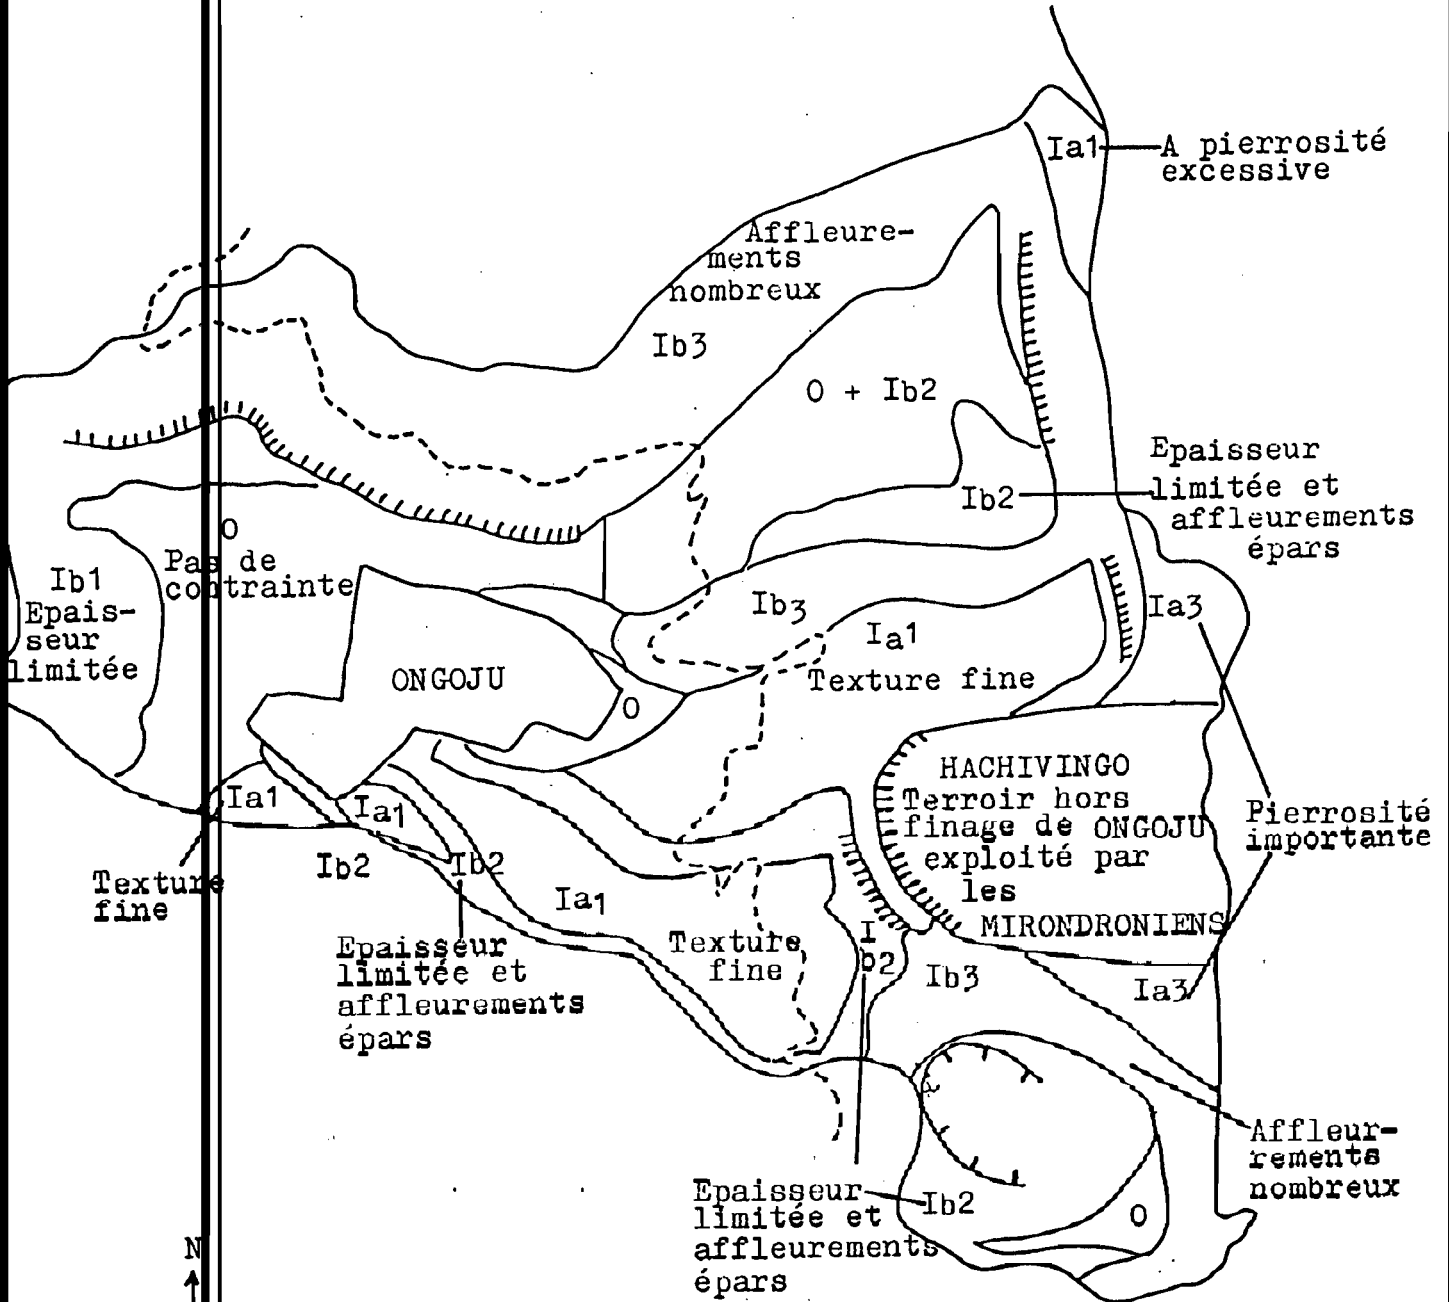 Ia1
A pierrosité
excessive
Affleure-
ments
nombreux
Ib3
O + Ib2
Epaisseur
limitée et
affleurements
épars
Ib2
O
Pas de
contrainte
Ib1
Epais-
seur
limitée
Ib3
Ia1
Texture fine
Ia3
ONGOJU
O
HACHIVINGO
Terroir hors
finage de ONGOJU
exploité par
les
MIRONDRONIENS
Pierrosité
importante
Ia1
Ia1
Ib2
Ib2
Texture
fine
Ia1
Epaisseur
limitée et
affleurements
épars
Texture
fine
I
b2
Ib3
Ia3
Affleur-
rements
nombreux
Epaisseur
limitée et
affleurements
épars
Ib2
O
N